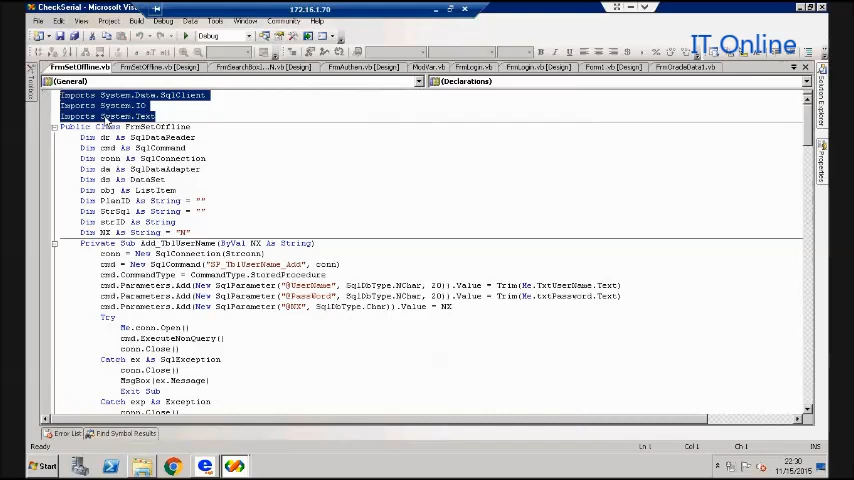 CheckSerial - Microsoft Visual
172.16.1.70
File Edit View Project Build Debug Data Tools Window Community Help
Debug
IT.Online
FrmSetOffline.vb FrmSetOffline.vb [Design] FrmSearchBox1...N.vb [Design] FrmAuthen.vb [Design] ModVar.vb FrmLogin.vb FrmLogin.vb [Design] FrmGradeData1.vb
(General) (Declarations)
Toolbox
Solution Explorer
Properties
Imports System.Data.SqlClient
Imports System.IO
Imports System.Text
Public Class FrmSetOffline
Dim dr As SqlDataReader
Dim cmd As SqlCommand
Dim conn As SqlConnection
Dim da As SqlDataAdapter
Dim ds As DataSet
Dim obj As ListItem
Dim PlanID As String = ""
Dim StrSql As String = ""
Dim strID As String
Dim NX As String = "N"
Private Sub Add_TblUserName(ByVal NX As String)
conn = New SqlConnection(Strconn)
cmd = New SqlCommand("SP_TblUserName_Add", conn)
cmd.CommandType = CommandType.StoredProcedure
cmd.Parameters.Add(New SqlParameter("@UserName", SqlDbType.NChar, 20)).Value = Trim(Me.TxtUserName.Text)
cmd.Parameters.Add(New SqlParameter("@PassWord", SqlDbType.NChar, 20)).Value = Trim(Me.txtPassword.Text)
cmd.Parameters.Add(New SqlParameter("@NX", SqlDbType.Char)).Value = NX
Try
Me.conn.Open()
cmd.ExecuteNonQuery()
conn.Close()
Catch ex As SqlException
conn.Close()
MsgBox(ex.Message)
Exit Sub
Catch exp As Exception
conn.Close()
Error List Find Symbol Results
Ready Ln 1 Col 1 Ch 1 INS
Start
22:30
11/15/2015